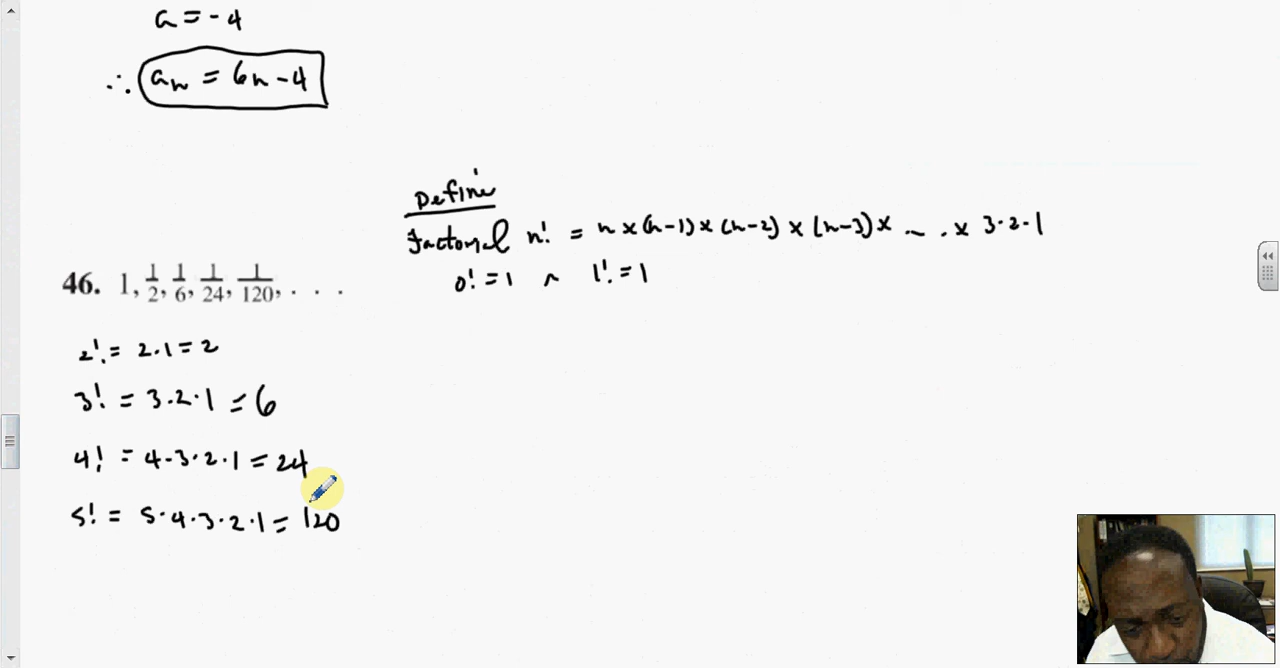 a = -4
∴ aₙ = 6n - 4
Define
Factorial n! = n × (n-1) × (n-2) × (n-3) × ... × 3·2·1
0! = 1 ∧ 1! = 1
46. 1, 1/2, 1/6, 1/24, 1/120, . . .
2! = 2·1 = 2
3! = 3·2·1 = 6
4! = 4·3·2·1 = 24
5! = 5·4·3·2·1 = 120